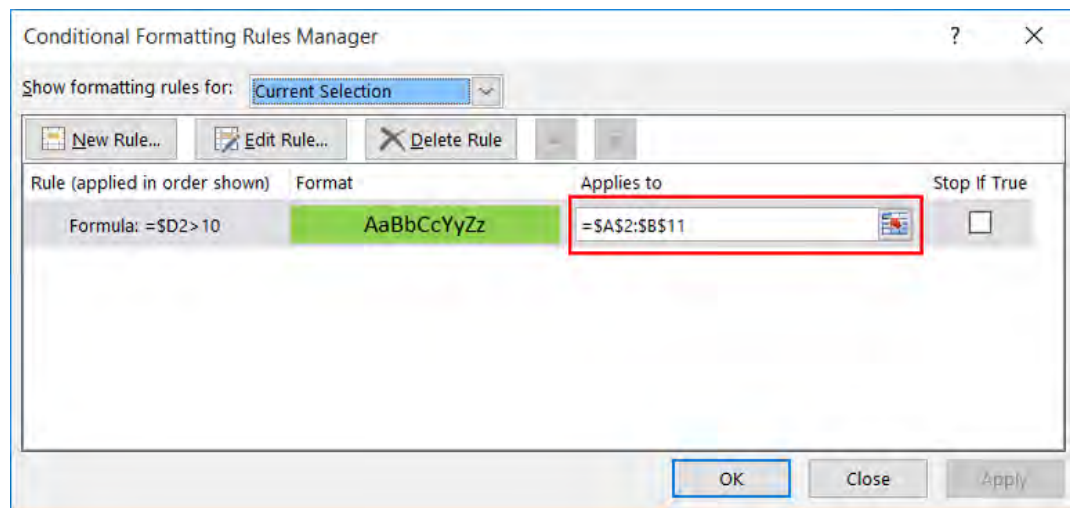 Conditional Formatting Rules Manager ? X
Show formatting rules for: Current Selection
New Rule... Edit Rule... Delete Rule
Rule (applied in order shown) Format Applies to Stop If True
Formula: =$D2>10 AaBbCcYyZz =$A$2:$B$11
OK Close Apply